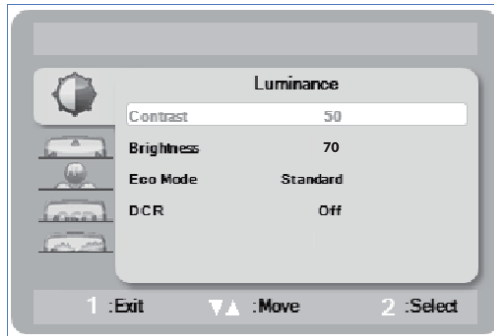 Luminance
Contrast 50
Brightness 70
Eco Mode Standard
DCR Off
1 :Exit ▼▲ :Move 2 :Select